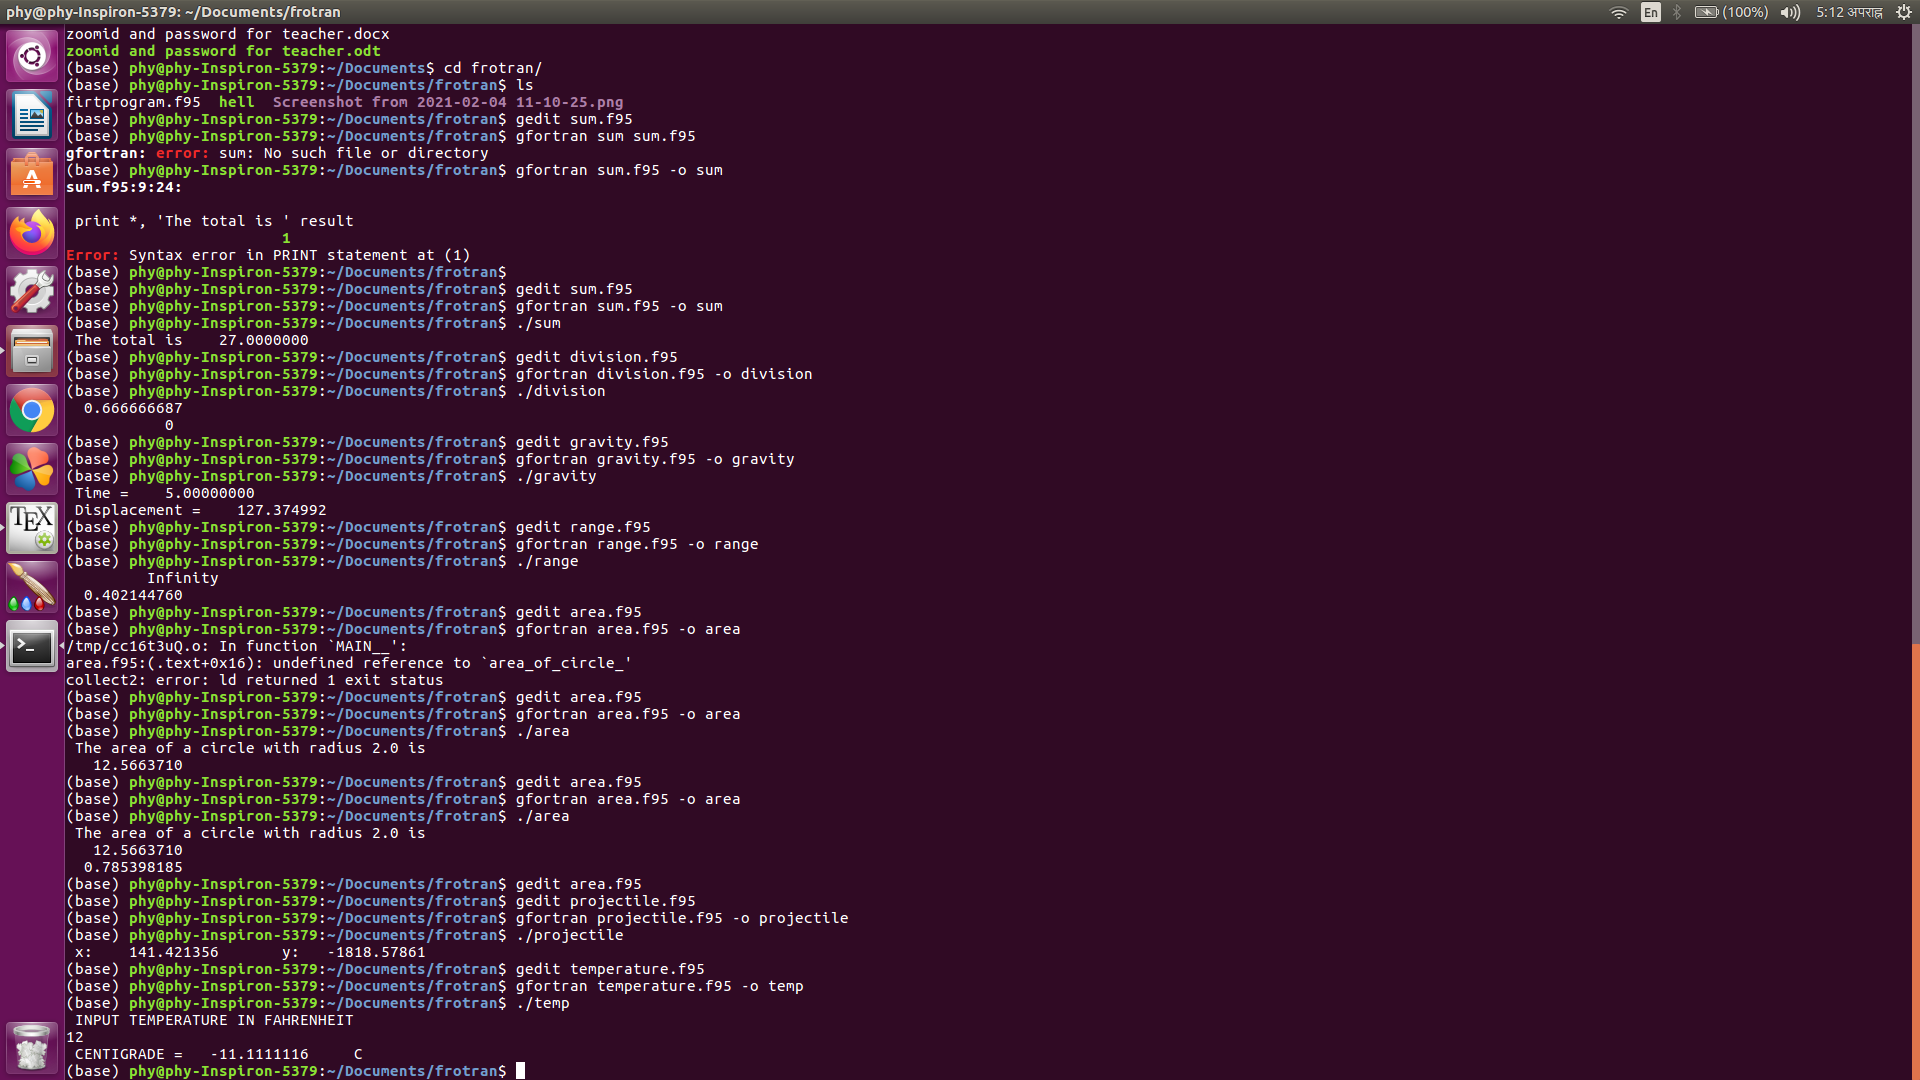 phy@phy-Inspiron-5379: ~/Documents/frotran
En
(100%)
5:12 अपराह्न
zoomid and password for teacher.docx
zoomid and password for teacher.odt
(base) phy@phy-Inspiron-5379:~/Documents$ cd frotran/
(base) phy@phy-Inspiron-5379:~/Documents/frotran$ ls
firtprogram.f95  hell  Screenshot from 2021-02-04 11-10-25.png
(base) phy@phy-Inspiron-5379:~/Documents/frotran$ gedit sum.f95
(base) phy@phy-Inspiron-5379:~/Documents/frotran$ gfortran sum sum.f95
gfortran: error: sum: No such file or directory
(base) phy@phy-Inspiron-5379:~/Documents/frotran$ gfortran sum.f95 -o sum
sum.f95:9:24:
print *, 'The total is ' result
1
Error: Syntax error in PRINT statement at (1)
(base) phy@phy-Inspiron-5379:~/Documents/frotran$
(base) phy@phy-Inspiron-5379:~/Documents/frotran$ gedit sum.f95
(base) phy@phy-Inspiron-5379:~/Documents/frotran$ gfortran sum.f95 -o sum
(base) phy@phy-Inspiron-5379:~/Documents/frotran$ ./sum
The total is    27.0000000
(base) phy@phy-Inspiron-5379:~/Documents/frotran$ gedit division.f95
(base) phy@phy-Inspiron-5379:~/Documents/frotran$ gfortran division.f95 -o division
(base) phy@phy-Inspiron-5379:~/Documents/frotran$ ./division
0.666666687
0
(base) phy@phy-Inspiron-5379:~/Documents/frotran$ gedit gravity.f95
(base) phy@phy-Inspiron-5379:~/Documents/frotran$ gfortran gravity.f95 -o gravity
(base) phy@phy-Inspiron-5379:~/Documents/frotran$ ./gravity
Time =    5.00000000
Displacement =    127.374992
(base) phy@phy-Inspiron-5379:~/Documents/frotran$ gedit range.f95
(base) phy@phy-Inspiron-5379:~/Documents/frotran$ gfortran range.f95 -o range
(base) phy@phy-Inspiron-5379:~/Documents/frotran$ ./range
Infinity
0.402144760
(base) phy@phy-Inspiron-5379:~/Documents/frotran$ gedit area.f95
(base) phy@phy-Inspiron-5379:~/Documents/frotran$ gfortran area.f95 -o area
/tmp/cc16t3uQ.o: In function `MAIN__':
area.f95:(.text+0x16): undefined reference to `area_of_circle_'
collect2: error: ld returned 1 exit status
(base) phy@phy-Inspiron-5379:~/Documents/frotran$ gedit area.f95
(base) phy@phy-Inspiron-5379:~/Documents/frotran$ gfortran area.f95 -o area
(base) phy@phy-Inspiron-5379:~/Documents/frotran$ ./area
The area of a circle with radius 2.0 is
12.5663710
(base) phy@phy-Inspiron-5379:~/Documents/frotran$ gedit area.f95
(base) phy@phy-Inspiron-5379:~/Documents/frotran$ gfortran area.f95 -o area
(base) phy@phy-Inspiron-5379:~/Documents/frotran$ ./area
The area of a circle with radius 2.0 is
12.5663710
0.785398185
(base) phy@phy-Inspiron-5379:~/Documents/frotran$ gedit area.f95
(base) phy@phy-Inspiron-5379:~/Documents/frotran$ gedit projectile.f95
(base) phy@phy-Inspiron-5379:~/Documents/frotran$ gfortran projectile.f95 -o projectile
(base) phy@phy-Inspiron-5379:~/Documents/frotran$ ./projectile
x:    141.421356       y:   -1818.57861
(base) phy@phy-Inspiron-5379:~/Documents/frotran$ gedit temperature.f95
(base) phy@phy-Inspiron-5379:~/Documents/frotran$ gfortran temperature.f95 -o temp
(base) phy@phy-Inspiron-5379:~/Documents/frotran$ ./temp
INPUT TEMPERATURE IN FAHRENHEIT
12
CENTIGRADE =   -11.1111116     C
(base) phy@phy-Inspiron-5379:~/Documents/frotran$
TEX